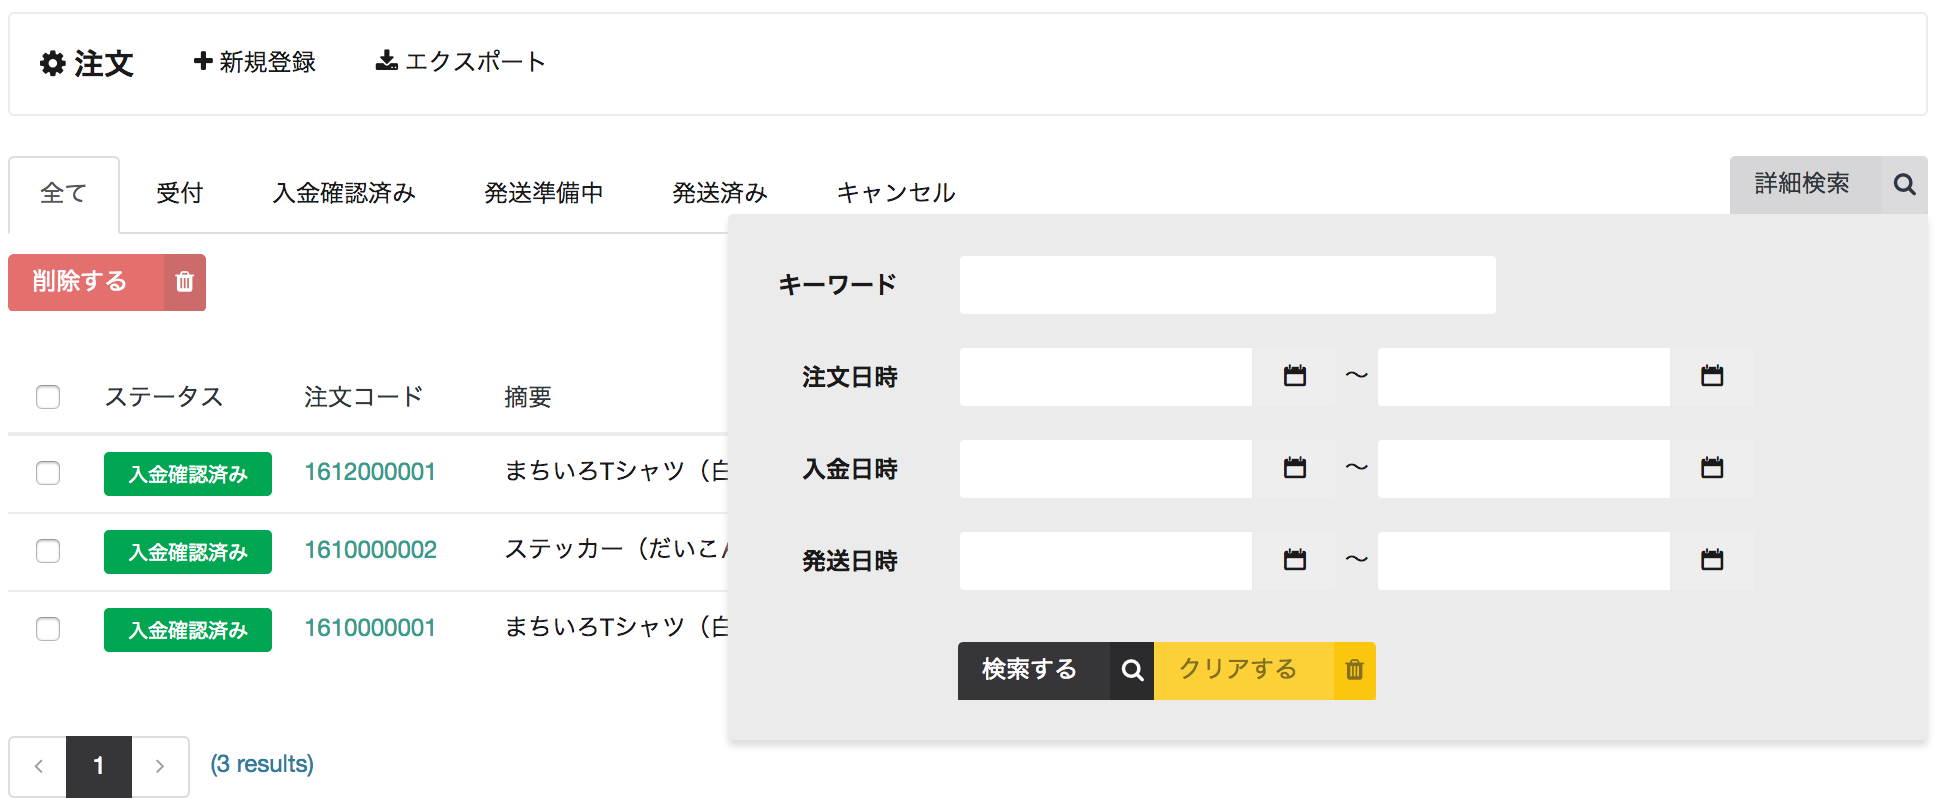 注文 新規登録 エクスポート
全て 受付 入金確認済み 発送準備中 発送済み キャンセル 詳細検索
削除する
キーワード
注文日時 〜
入金日時 〜
発送日時 〜
検索する クリアする
ステータス 注文コード 摘要
入金確認済み 1612000001 まちいろTシャツ（白
入金確認済み 1610000002 ステッカー（だいこ
入金確認済み 1610000001 まちいろTシャツ（白
‹ 1 › (3 results)